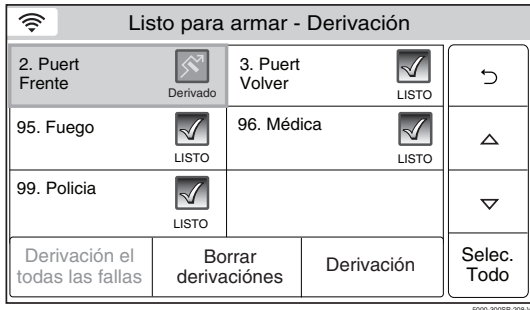 Listo para armar - Derivación
2. Puert
Frente
Derivado
3. Puert
Volver
LISTO
95. Fuego
LISTO
96. Médica
LISTO
99. Policia
LISTO
Derivación el
todas las fallas
Borrar
derivaciónes
Derivación
Selec.
Todo